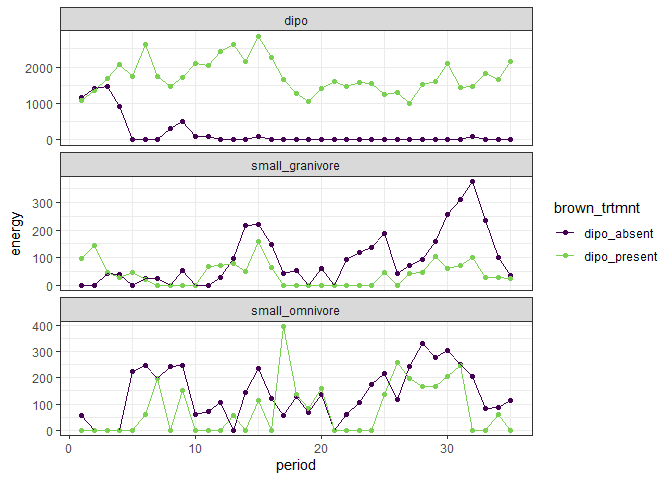 dipo
2000
1000
0
small_granivore
300
200
100
0
small_omnivore
400
300
200
100
0
0 10 20 30
period
energy
brown_trtmnt
dipo_absent
dipo_present